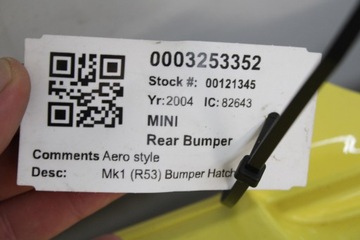 0003253352
Stock #: 00121345
Yr: 2004 IC: 82643
MINI
Rear Bumper
Comments Aero style
Desc: Mk1 (R53) Bumper Hatch